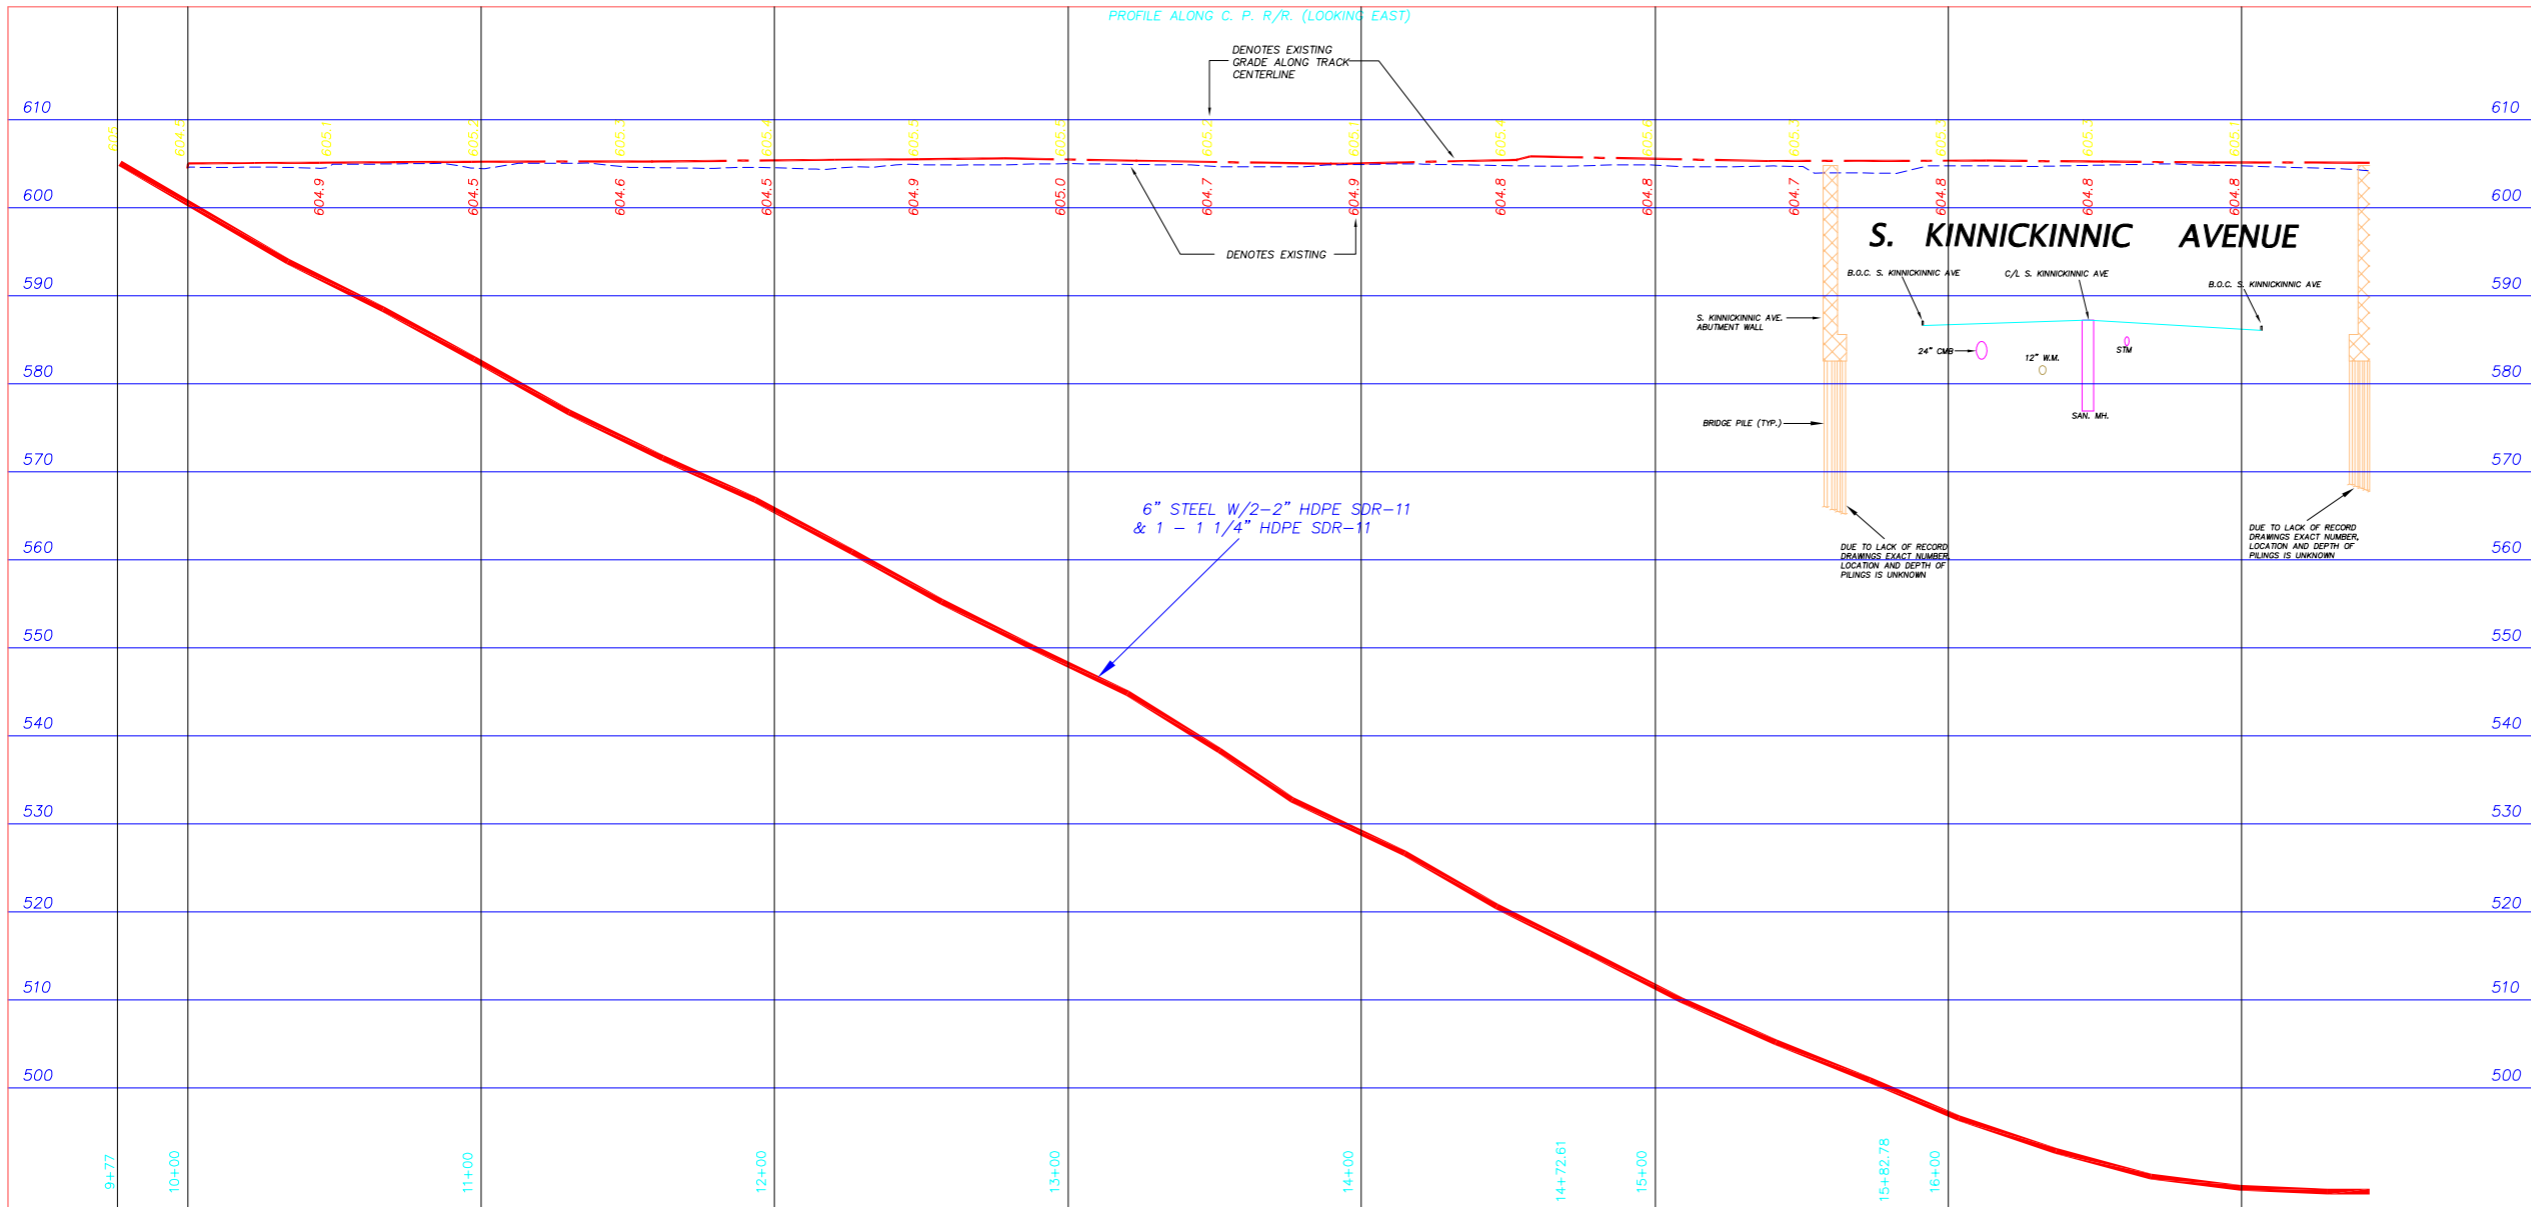 PROFILE ALONG C. P. R/R. (LOOKING EAST)
DENOTES EXISTING
GRADE ALONG TRACK
CENTERLINE
610
610
605
604.5
605.1
605.2
605.3
605.4
605.5
605.5
605.2
605.1
605.4
605.6
605.3
605.3
605.3
605.1
604.9
604.5
604.6
604.5
604.9
605.0
604.7
604.9
604.8
604.8
604.7
604.8
604.8
604.8
600
600
S. KINNICKINNIC AVENUE
DENOTES EXISTING
B.O.C. S. KINNICKINNIC AVE
C/L S. KINNICKINNIC AVE
B.O.C. S. KINNICKINNIC AVE
590
590
S. KINNICKINNIC AVE.
ABUTMENT WALL
24" CMB
12" W.M.
STM
580
580
SAN. MH.
BRIDGE PILE (TYP.)
570
570
6" STEEL W/2-2" HDPE SDR-11
& 1 - 1 1/4" HDPE SDR-11
DUE TO LACK OF RECORD
DRAWINGS EXACT NUMBER,
LOCATION AND DEPTH OF
PILINGS IS UNKNOWN
DUE TO LACK OF RECORD
DRAWINGS EXACT NUMBER,
LOCATION AND DEPTH OF
PILINGS IS UNKNOWN
560
560
550
550
540
540
530
530
520
520
510
510
500
500
9+77
10+00
11+00
12+00
13+00
14+00
14+72.61
15+00
15+82.78
16+00